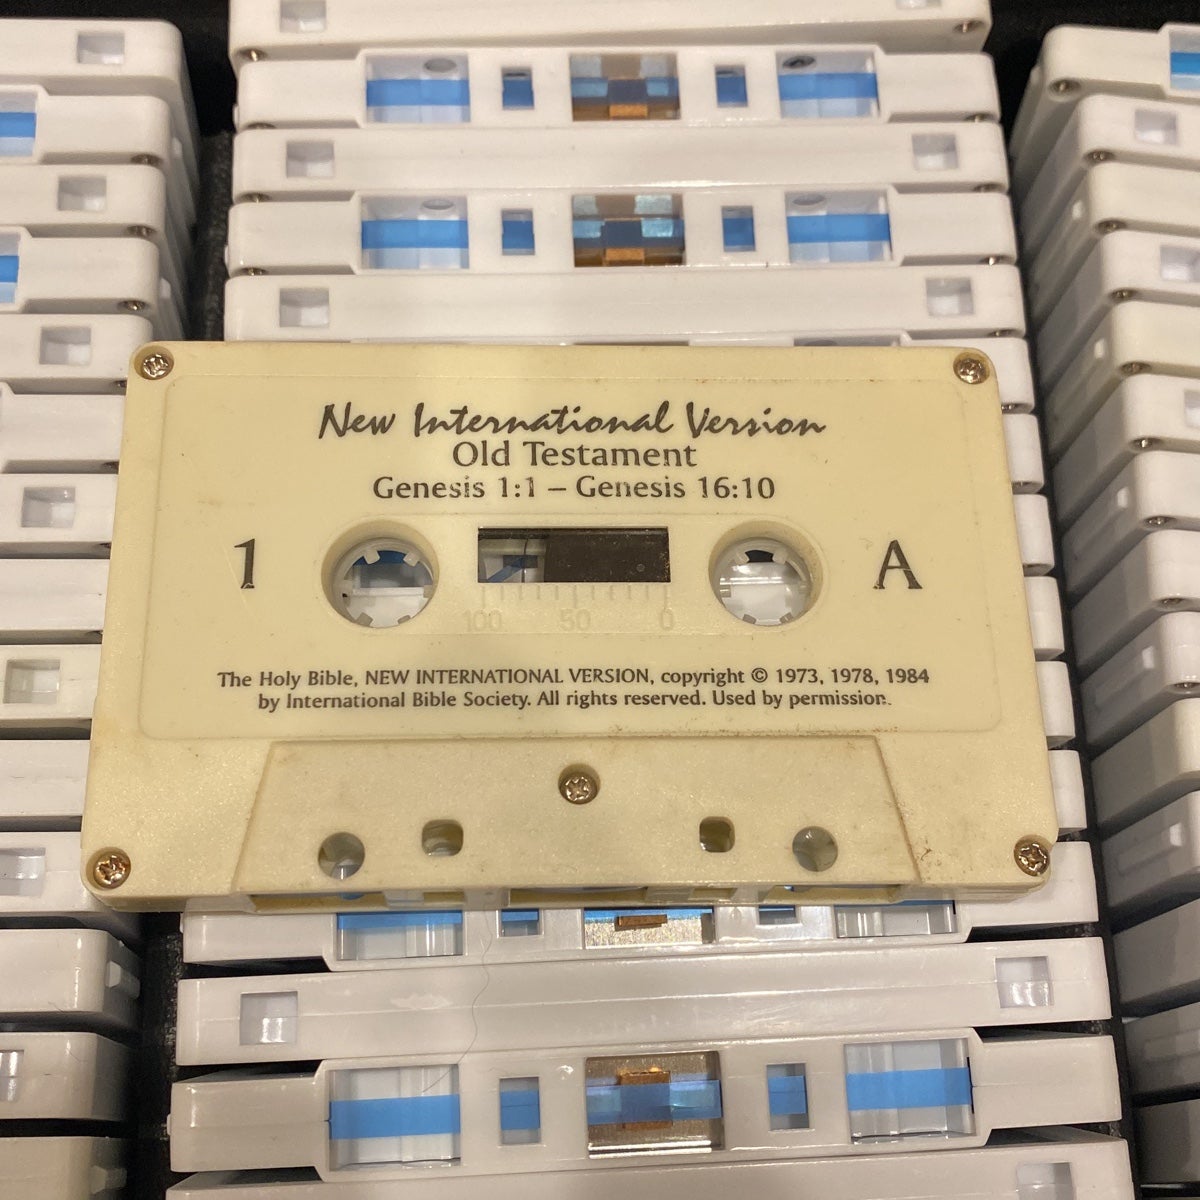 New International Version
Old Testament
Genesis 1:1 – Genesis 16:10
1 A
100 50 0
The Holy Bible, NEW INTERNATIONAL VERSION, copyright © 1973, 1978, 1984
by International Bible Society. All rights reserved. Used by permission.